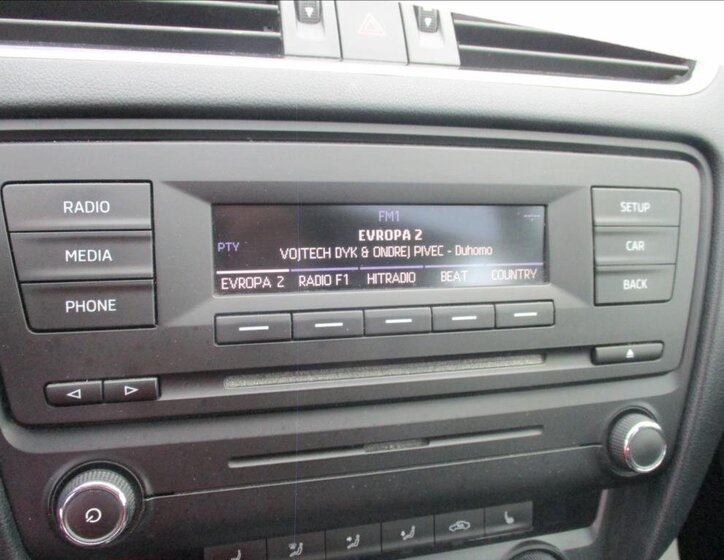 RADIO
MEDIA
PHONE
FM1
EVROPA 2
PTY
VOJTECH DYK & ONDREJ PIVEC - Duhomo
EVROPA 2 RADIO F1 HITRADIO BEAT COUNTRY
SETUP
CAR
BACK